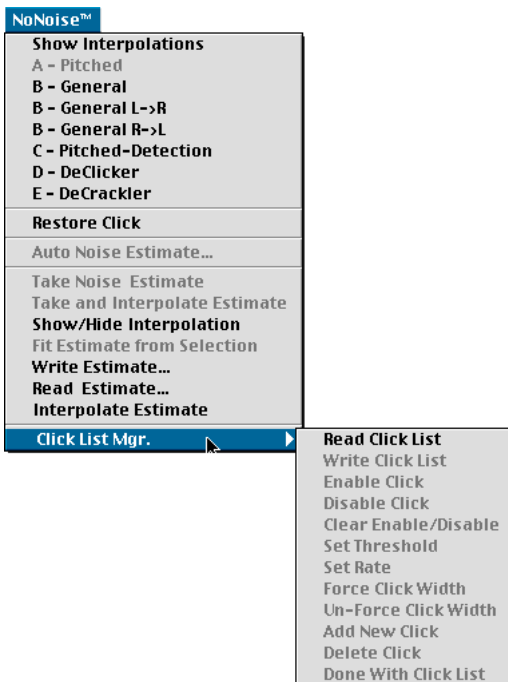 NoNoise™
Show Interpolations
A - Pitched
B - General
B - General L->R
B - General R->L
C - Pitched-Detection
D - DeClicker
E - DeCrackler
Restore Click
Auto Noise Estimate...
Take Noise Estimate
Take and Interpolate Estimate
Show/Hide Interpolation
Fit Estimate from Selection
Write Estimate...
Read Estimate...
Interpolate Estimate
Click List Mgr.
Read Click List
Write Click List
Enable Click
Disable Click
Clear Enable/Disable
Set Threshold
Set Rate
Force Click Width
Un-Force Click Width
Add New Click
Delete Click
Done With Click List